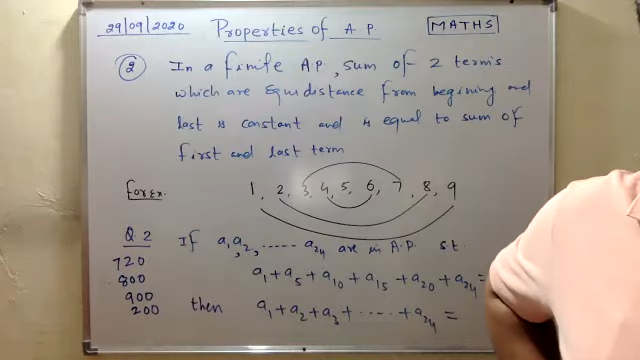 29/09/2020 Properties of A P. MATHS
② In a finite A.P., sum of 2 terms
which are Equidistance from begining and
last is constant and is equal to sum of
first and last term
For ex. 1, 2, 3, 4, 5, 6, 7, 8, 9
Q. 2 If a₁, a₂, ..... a₂₄ are in A.P. s.t.
720
800 a₁ + a₅ + a₁₀ + a₁₅ + a₂₀ + a₂₄ =
900
200 then a₁ + a₂ + a₃ + ..... + a₂₄ =